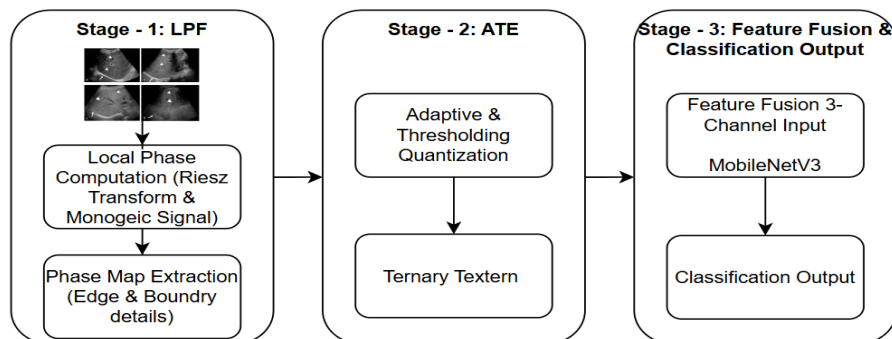 Stage - 1: LPF
Local Phase
Computation (Riesz
Transform &
Monogeic Signal)
Phase Map Extraction
(Edge & Boundry
details)
Stage - 2: ATE
Adaptive &
Thresholding
Quantization
Ternary Textern
Stage - 3: Feature Fusion &
Classification Output
Feature Fusion 3-
Channel Input
MobileNetV3
Classification Output